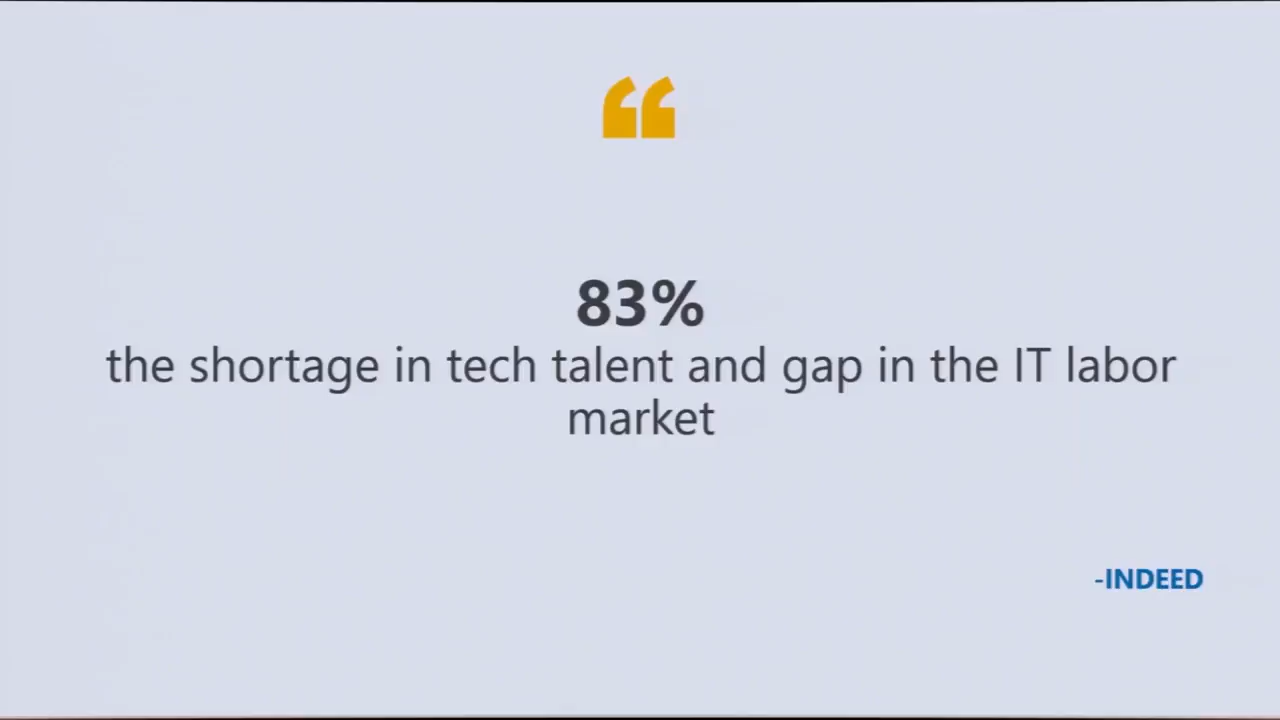 “
83%
the shortage in tech talent and gap in the IT labor
market
-INDEED